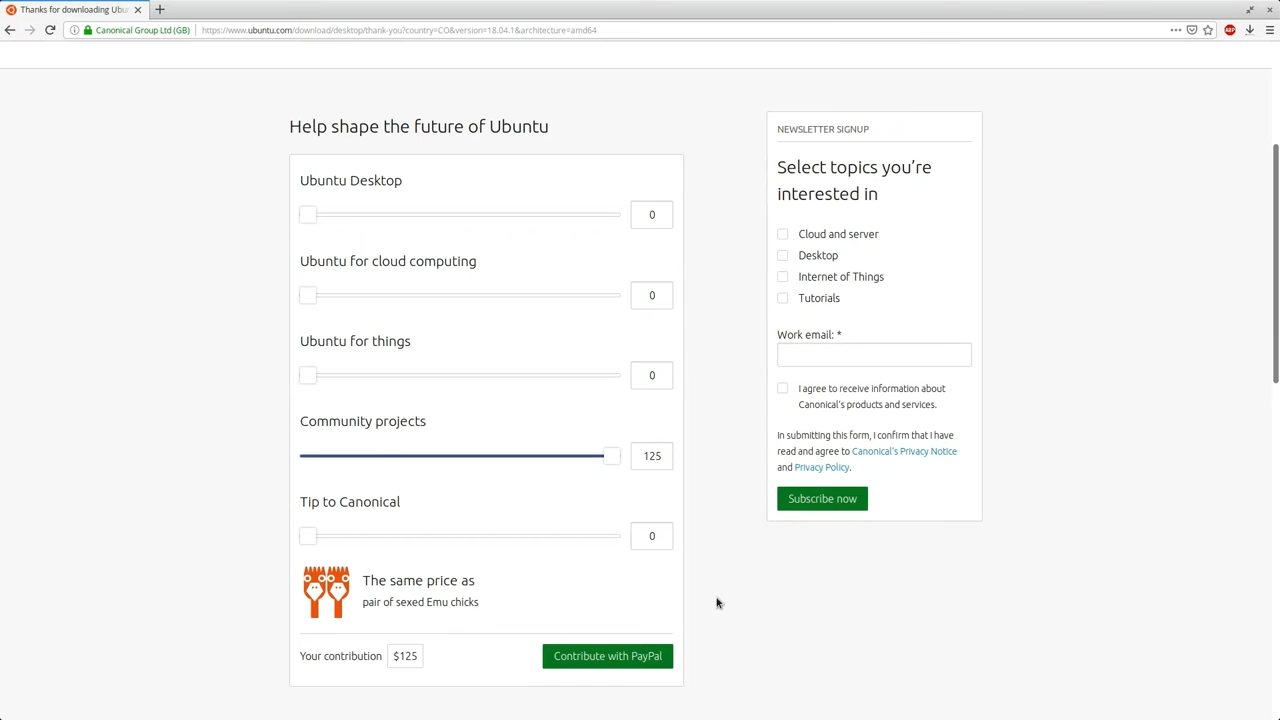 Thanks for downloading Ubu
Canonical Group Ltd (GB)
https://www.ubuntu.com/download/desktop/thank-you?country=CO&version=18.04.1&architecture=amd64
ABP
Help shape the future of Ubuntu
Ubuntu Desktop
0
Ubuntu for cloud computing
0
Ubuntu for things
0
Community projects
125
Tip to Canonical
0
The same price as
pair of sexed Emu chicks
Your contribution $125
Contribute with PayPal
NEWSLETTER SIGNUP
Select topics you’re
interested in
Cloud and server
Desktop
Internet of Things
Tutorials
Work email: *
I agree to receive information about
Canonical's products and services.
In submitting this form, I confirm that I have
read and agree to Canonical's Privacy Notice
and Privacy Policy.
Subscribe now